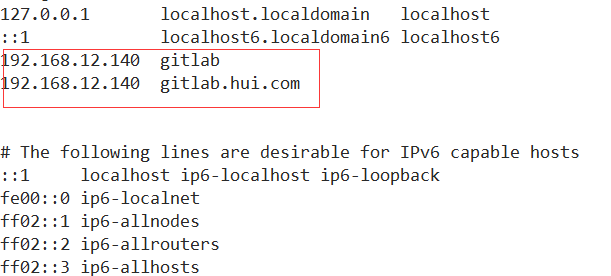 127.0.0.1 localhost.localdomain localhost
::1 localhost6.localdomain6 localhost6
192.168.12.140 gitlab
192.168.12.140 gitlab.hui.com
# The following lines are desirable for IPv6 capable hosts
::1 localhost ip6-localhost ip6-loopback
fe00::0 ip6-localnet
ff02::1 ip6-allnodes
ff02::2 ip6-allrouters
ff02::3 ip6-allhosts